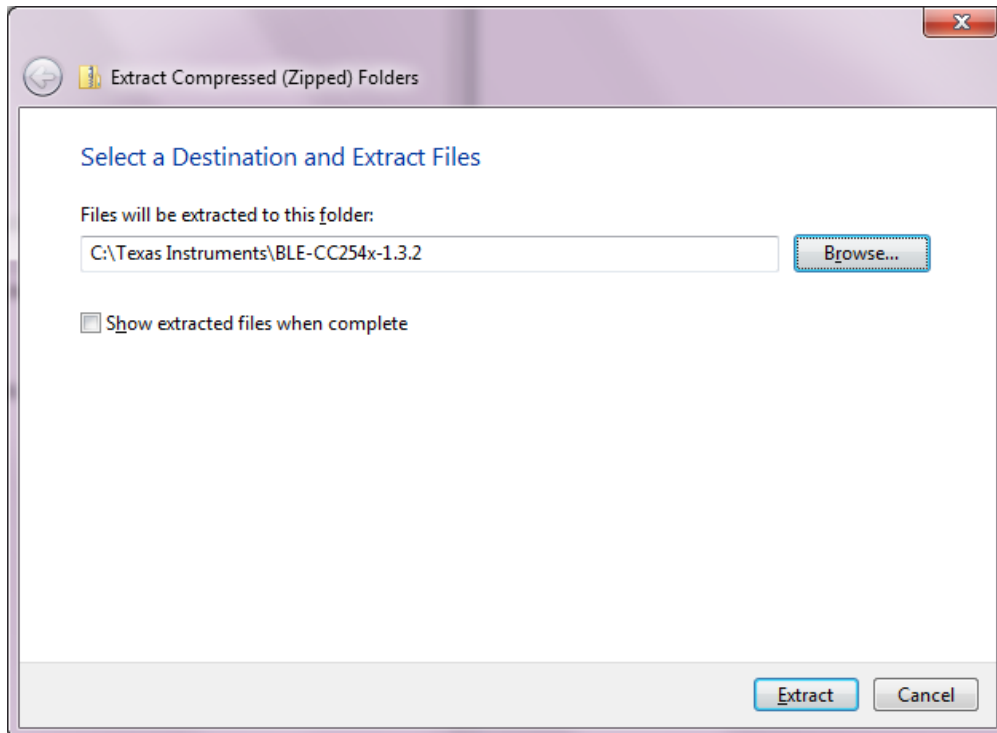 Extract Compressed (Zipped) Folders
Select a Destination and Extract Files
Files will be extracted to this folder:
C:\Texas Instruments\BLE-CC254x-1.3.2
Browse...
Show extracted files when complete
Extract
Cancel